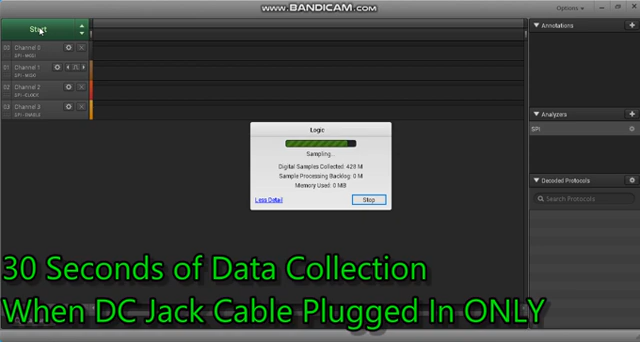 WWW.BANDICAM.COM
Options
Start
Annotations
00 Channel 0
SPI - MOSI
01 Channel 1
SPI - MISO
02 Channel 2
SPI - CLOCK
03 Channel 3
SPI - ENABLE
Analyzers
SPI
Logic
Sampling...
Digital Samples Collected: 428 M
Sample Processing Backlog: 0 M
Memory Used: 0 MB
Less Detail
Stop
Decoded Protocols
Search Protocols
30 Seconds of Data Collection
When DC Jack Cable Plugged In ONLY